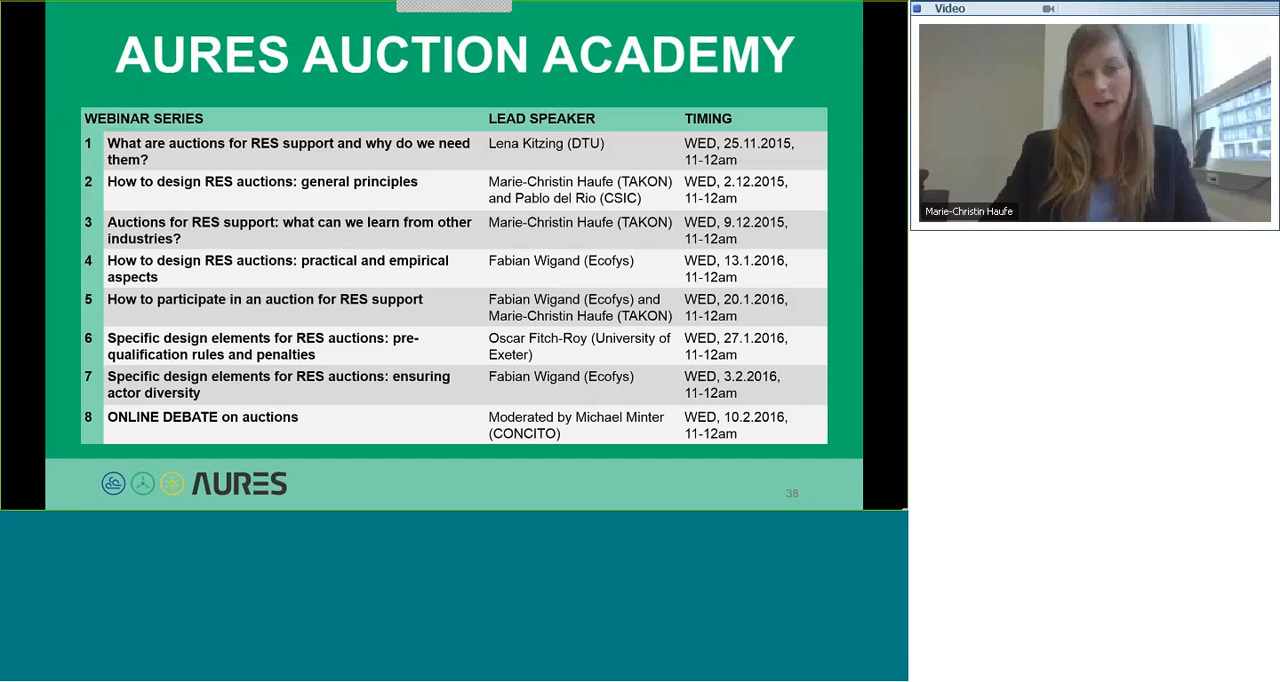 AURES AUCTION ACADEMY
WEBINAR SERIES LEAD SPEAKER TIMING
1 What are auctions for RES support and why do we need Lena Kitzing (DTU) WED, 25.11.2015,
them? 11-12am
2 How to design RES auctions: general principles Marie-Christin Haufe (TAKON) WED, 2.12.2015,
and Pablo del Rio (CSIC) 11-12am
3 Auctions for RES support: what can we learn from other Marie-Christin Haufe (TAKON) WED, 9.12.2015,
industries? 11-12am
4 How to design RES auctions: practical and empirical Fabian Wigand (Ecofys) WED, 13.1.2016,
aspects 11-12am
5 How to participate in an auction for RES support Fabian Wigand (Ecofys) and WED, 20.1.2016,
Marie-Christin Haufe (TAKON) 11-12am
6 Specific design elements for RES auctions: pre- Oscar Fitch-Roy (University of WED, 27.1.2016,
qualification rules and penalties Exeter) 11-12am
7 Specific design elements for RES auctions: ensuring Fabian Wigand (Ecofys) WED, 3.2.2016,
actor diversity 11-12am
8 ONLINE DEBATE on auctions Moderated by Michael Minter WED, 10.2.2016,
(CONCITO) 11-12am
AURES
38
Video
Marie-Christin Haufe